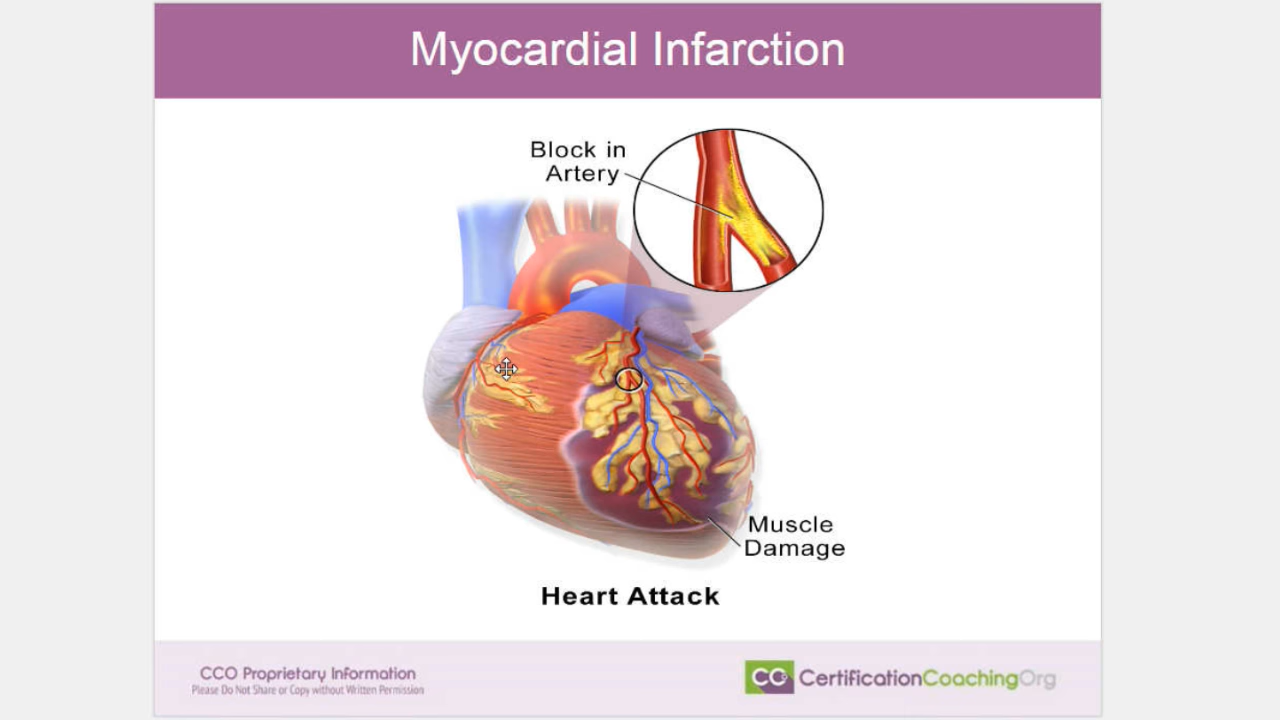 Myocardial Infarction
Block in
Artery
Muscle
Damage
Heart Attack
CCO Proprietary Information
Please Do Not Share or Copy without Written Permission
CC CertificationCoachingOrg